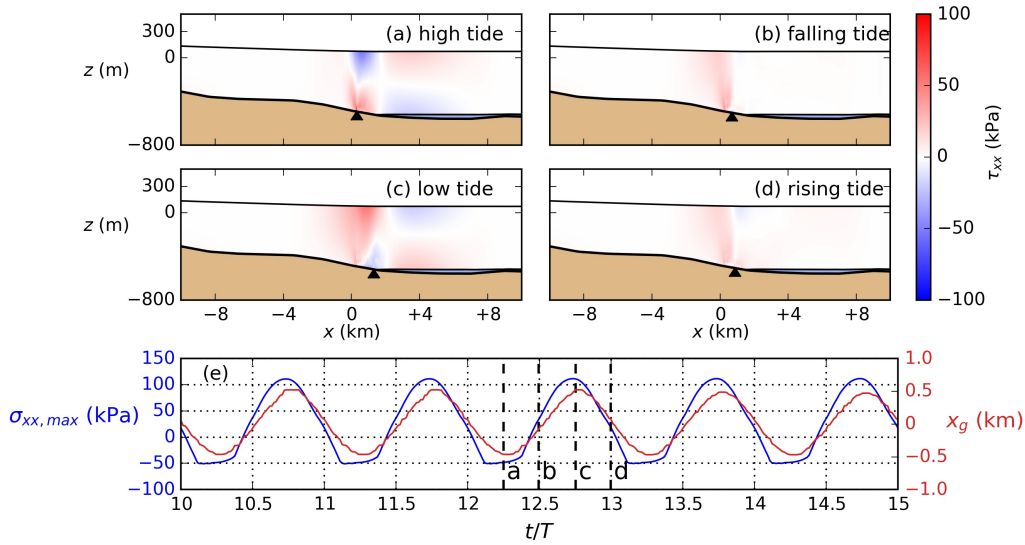 (a) high tide
(b) falling tide
300
0
z (m)
−800
100
50
0
−50
−100
τxx (kPa)
(c) low tide
(d) rising tide
300
0
z (m)
−800
−8 −4 0 +4 +8
x (km)
−8 −4 0 +4 +8
x (km)
(e)
150
100
50
0
−50
−100
σxx,max (kPa)
1.0
0.5
0
−0.5
−1.0
xg (km)
a b c d
10 10.5 11 11.5 12 12.5 13 13.5 14 14.5 15
t/T